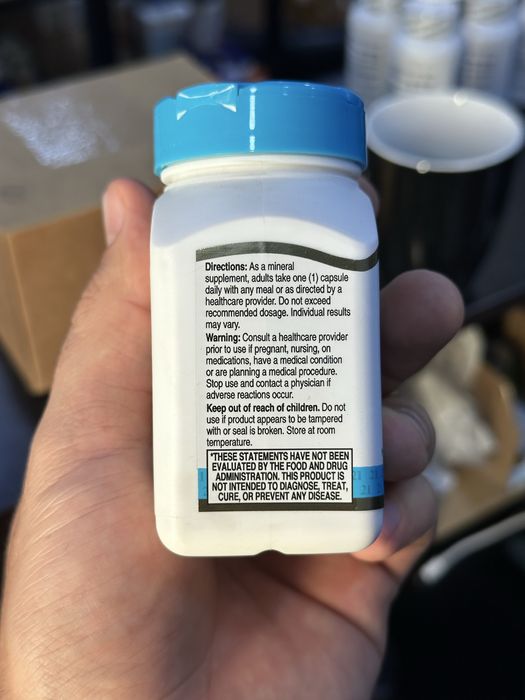 Directions: As a mineral
supplement, adults take one (1) capsule
daily with any meal or as directed by a
healthcare provider. Do not exceed
recommended dosage. Individual results
may vary.
Warning: Consult a healthcare provider
prior to use if pregnant, nursing, on
medications, have a medical condition
or are planning a medical procedure.
Stop use and contact a physician if
adverse reactions occur.
Keep out of reach of children. Do not
use if product appears to be tampered
with or seal is broken. Store at room
temperature.
*THESE STATEMENTS HAVE NOT BEEN
EVALUATED BY THE FOOD AND DRUG
ADMINISTRATION. THIS PRODUCT IS
NOT INTENDED TO DIAGNOSE, TREAT,
CURE, OR PREVENT ANY DISEASE.
21 21
21 21